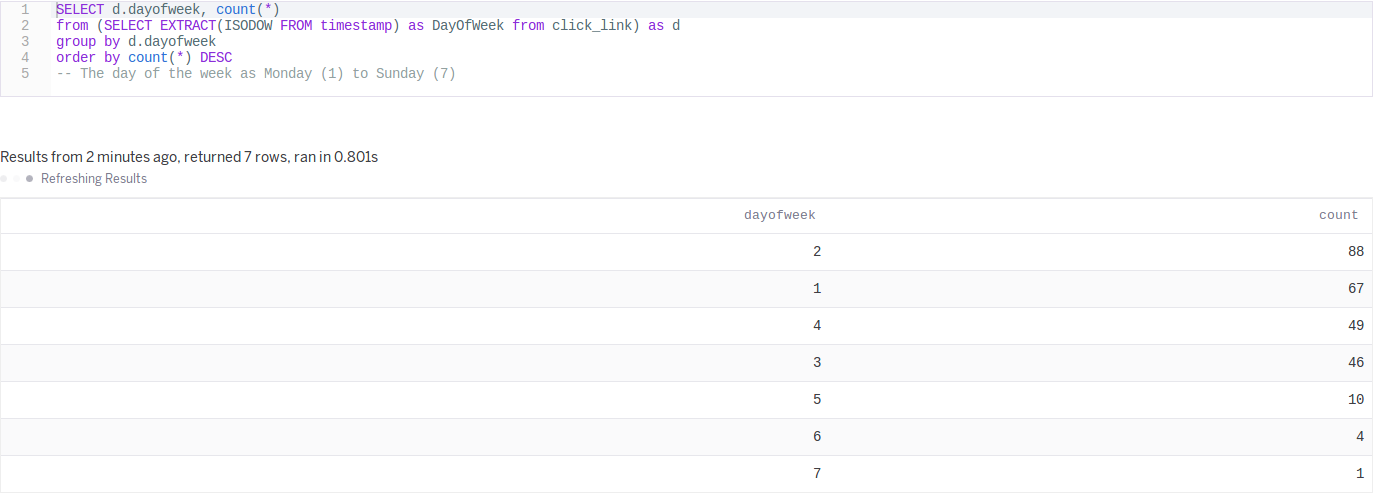 1 SELECT d.dayofweek, count(*)
2 from (SELECT EXTRACT(ISODOW FROM timestamp) as DayOfWeek from click_link) as d
3 group by d.dayofweek
4 order by count(*) DESC
5 -- The day of the week as Monday (1) to Sunday (7)
Results from 2 minutes ago, returned 7 rows, ran in 0.801s
Refreshing Results
dayofweek count
2 88
1 67
4 49
3 46
5 10
6 4
7 1